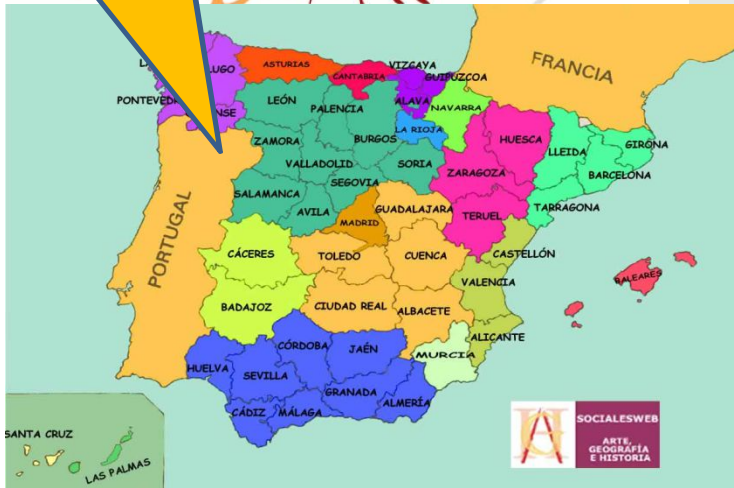 FRANCIA
ASTURIAS
CANTABRIA
VIZCAYA
GUIPUZCOA
LUGO
PONTEVEDRA
LEÓN
PALENCIA
ALAVA
NAVARRA
BURGOS
LA RIOJA
HUESCA
LLEIDA
GIRONA
ZAMORA
VALLADOLID
SORIA
ZARAGOZA
BARCELONA
SEGOVIA
SALAMANCA
AVILA
MADRID
GUADALAJARA
TERUEL
TARRAGONA
PORTUGAL
CÁCERES
TOLEDO
CUENCA
CASTELLÓN
VALENCIA
BALEARES
BADAJOZ
CIUDAD REAL
ALBACETE
ALICANTE
MURCIA
CÓRDOBA
JAÉN
HUELVA
SEVILLA
GRANADA
ALMERÍA
CÁDIZ
MÁLAGA
SANTA CRUZ
LAS PALMAS
SOCIALESWEB
ARTE,
GEOGRAFÍA
E HISTORIA